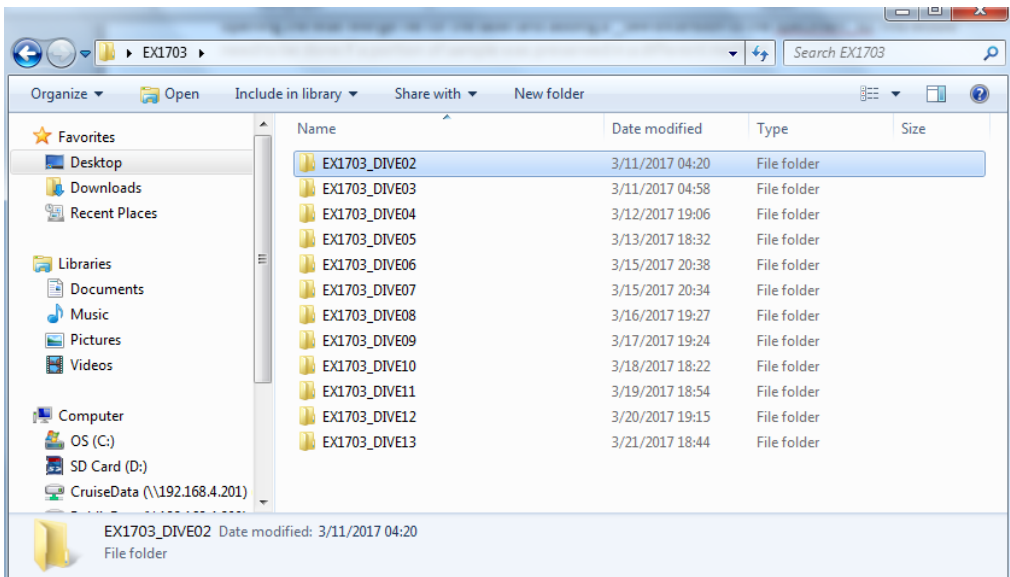 EX1703
Search EX1703
Organize Open Include in library Share with New folder
Name Date modified Type Size
Favorites
Desktop
Downloads
Recent Places
Libraries
Documents
Music
Pictures
Videos
Computer
OS (C:)
SD Card (D:)
CruiseData (\\192.168.4.201)
EX1703_DIVE02 3/11/2017 04:20 File folder
EX1703_DIVE03 3/11/2017 04:58 File folder
EX1703_DIVE04 3/12/2017 19:06 File folder
EX1703_DIVE05 3/13/2017 18:32 File folder
EX1703_DIVE06 3/15/2017 20:38 File folder
EX1703_DIVE07 3/15/2017 20:34 File folder
EX1703_DIVE08 3/16/2017 19:27 File folder
EX1703_DIVE09 3/17/2017 19:24 File folder
EX1703_DIVE10 3/18/2017 18:22 File folder
EX1703_DIVE11 3/19/2017 18:54 File folder
EX1703_DIVE12 3/20/2017 19:15 File folder
EX1703_DIVE13 3/21/2017 18:44 File folder
EX1703_DIVE02 Date modified: 3/11/2017 04:20
File folder